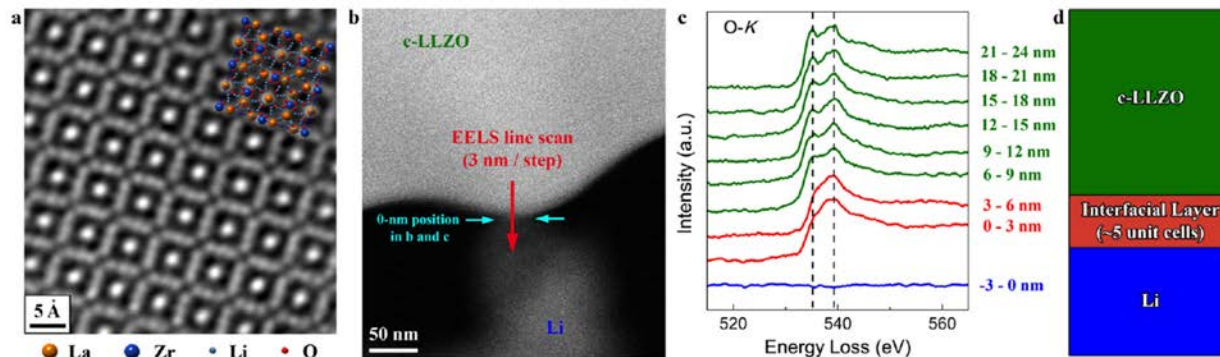 a
5 Å
La Zr Li O
b
c-LLZO
EELS line scan
(3 nm / step)
0-nm position
in b and c
Li
50 nm
c
O-K
21 - 24 nm
18 - 21 nm
15 - 18 nm
12 - 15 nm
9 - 12 nm
6 - 9 nm
3 - 6 nm
0 - 3 nm
-3 - 0 nm
Intensity (a.u.)
520 540 560
Energy Loss (eV)
d
c-LLZO
Interfacial Layer
(~5 unit cells)
Li